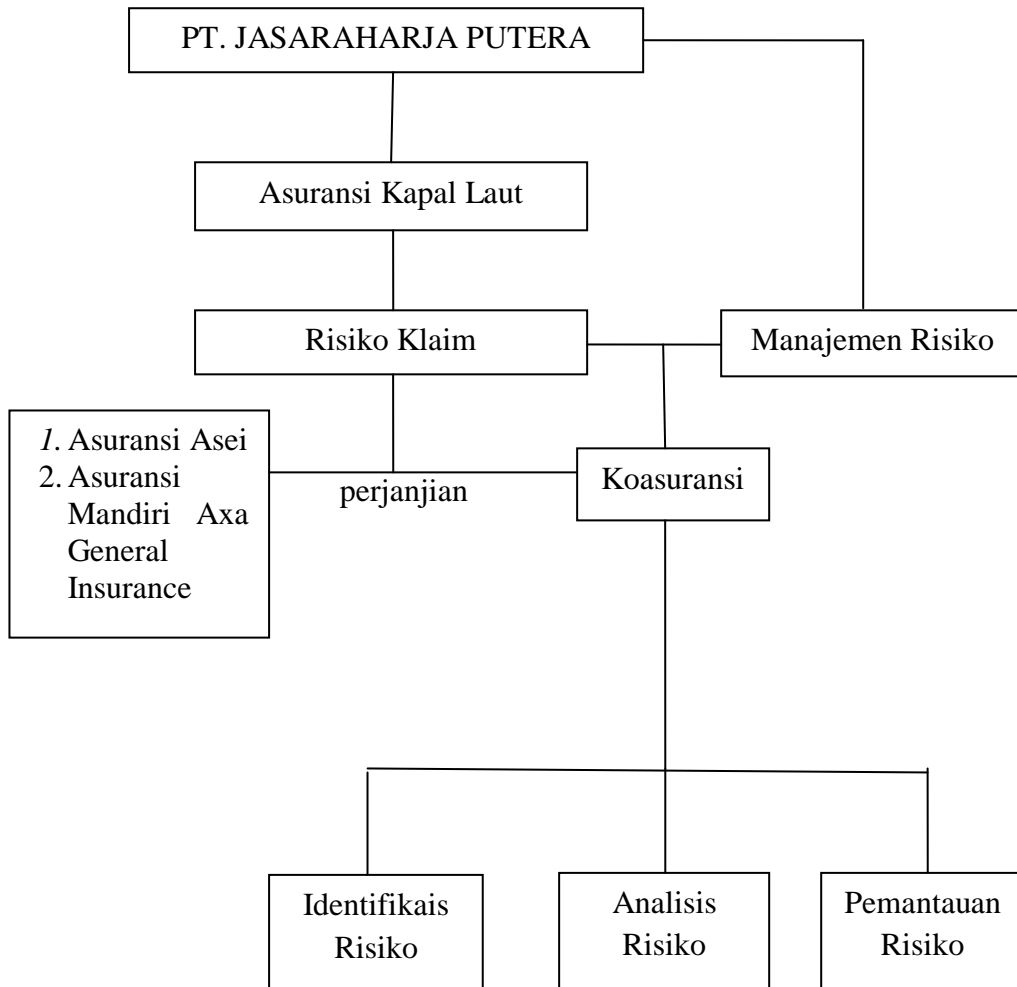 PT. JASARAHARJA PUTERA
Asuransi Kapal Laut
Risiko Klaim
Manajemen Risiko
1. Asuransi Asei
2. Asuransi
Mandiri Axa
General
Insurance
perjanjian
Koasuransi
Identifikais
Risiko
Analisis
Risiko
Pemantauan
Risiko